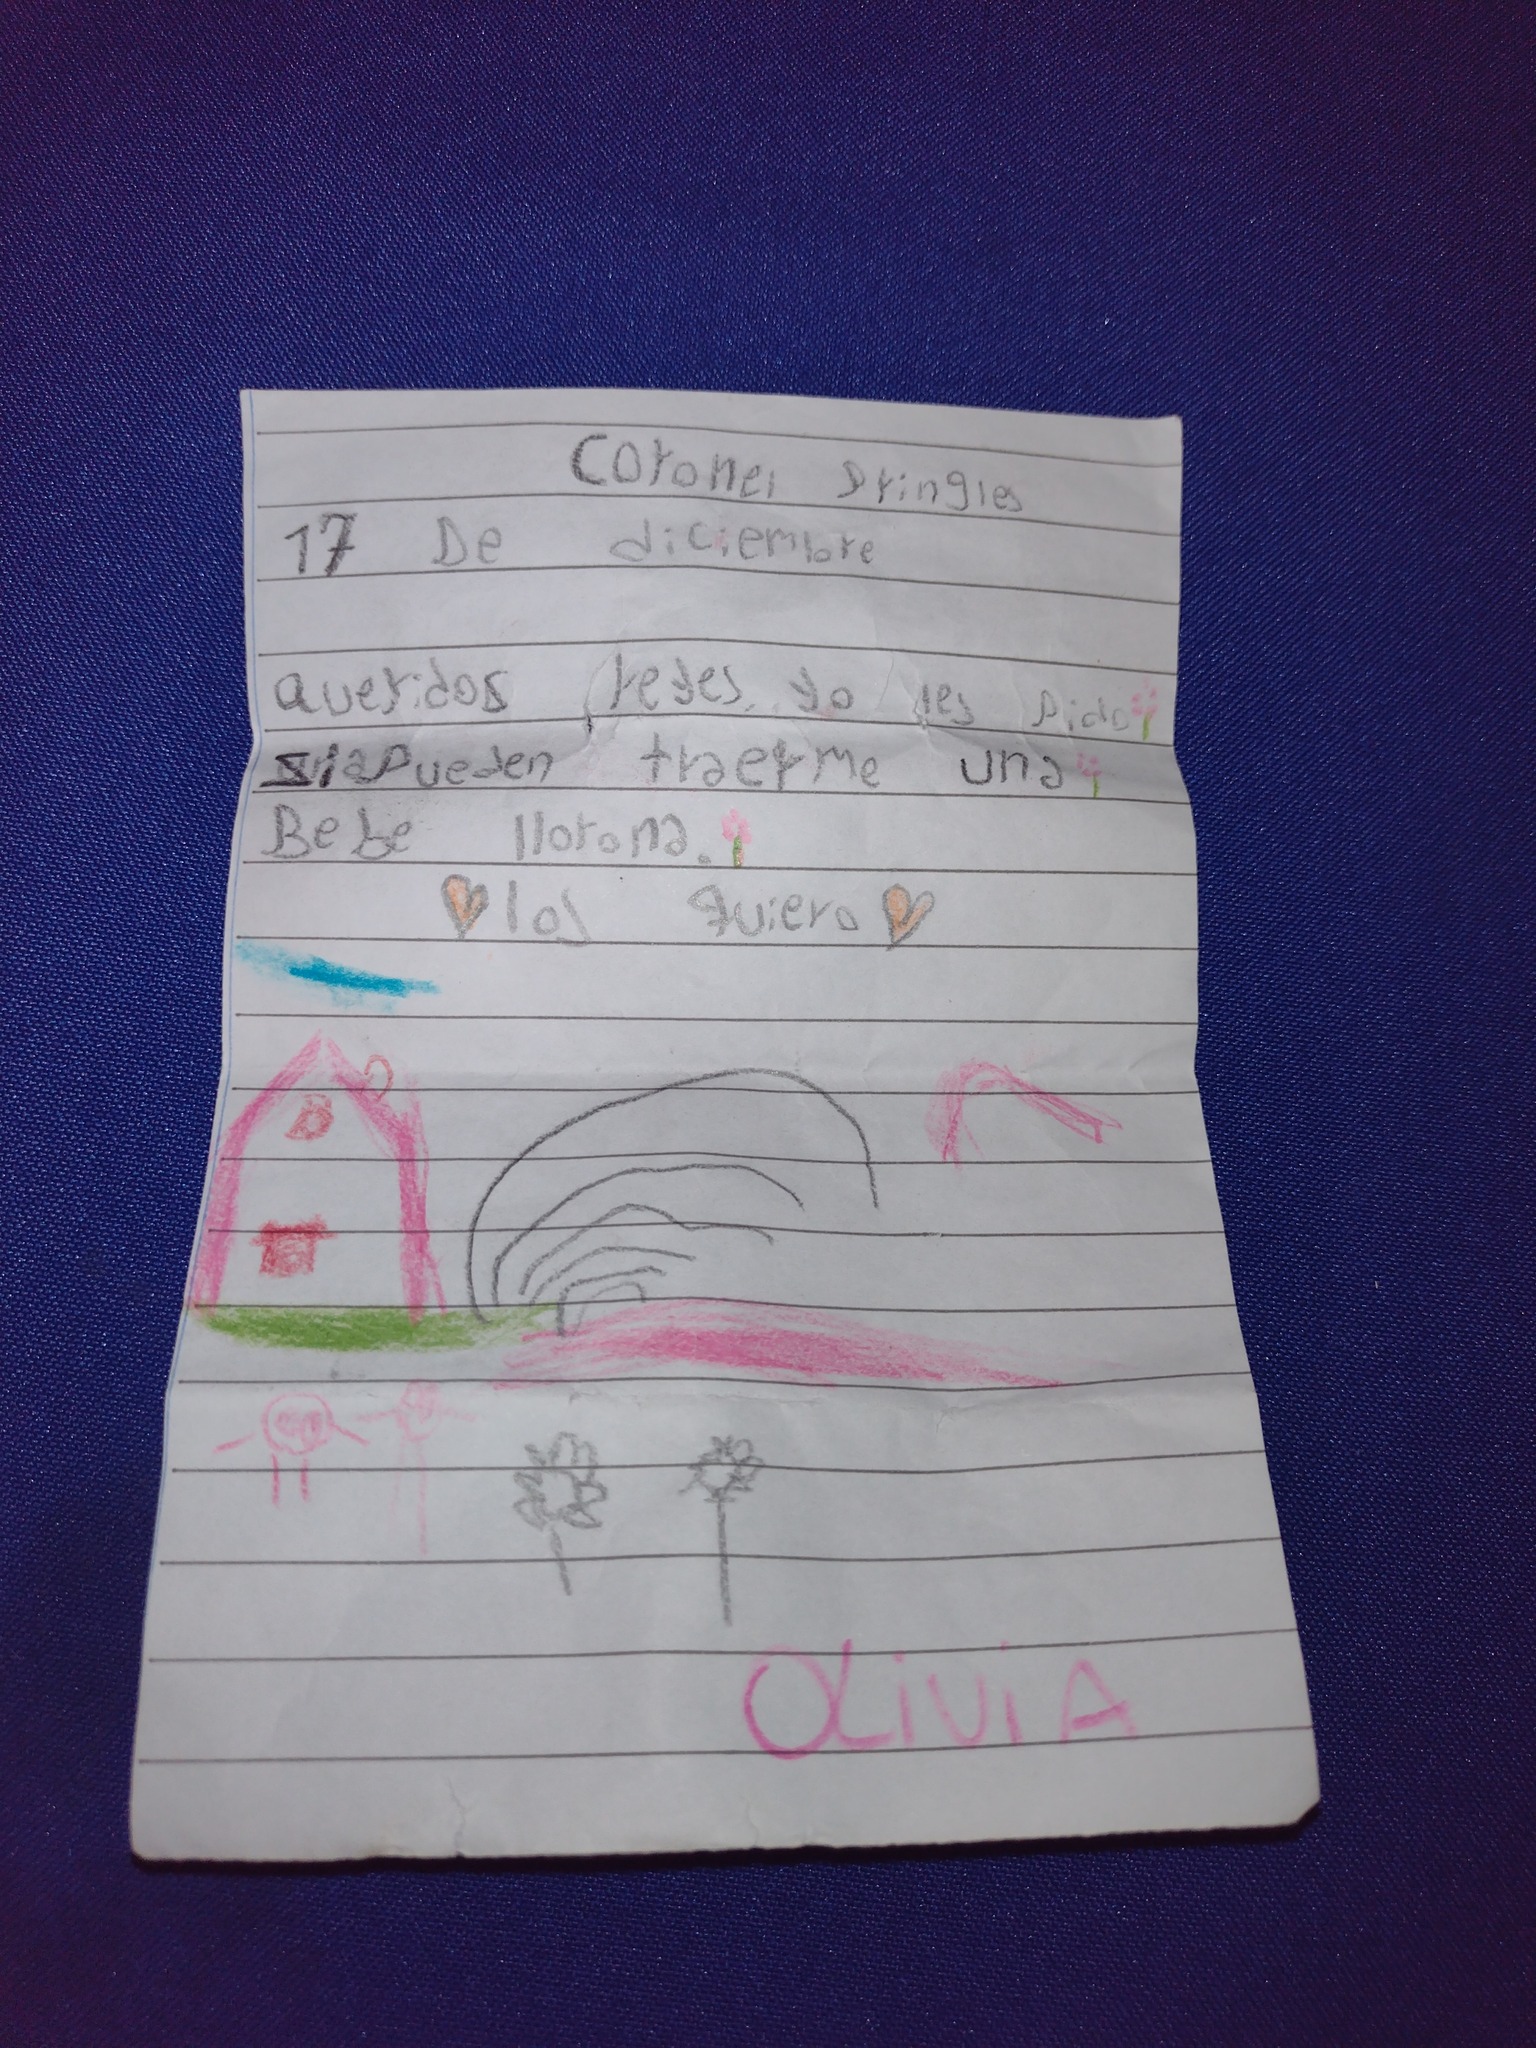 Coronel Pringles
17 De diciembre
queridos reyes yo les pido
si pueden traerme una
Bebe llorona.
los quiero
OLiViA